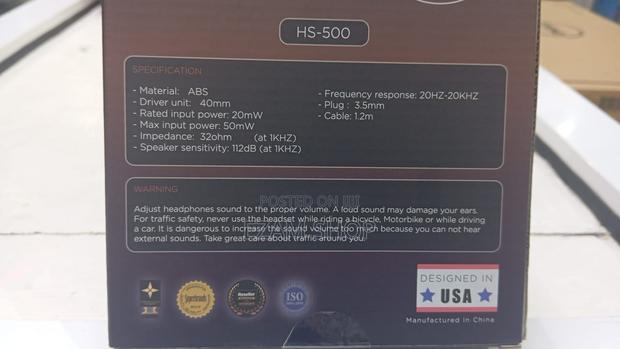 HS-500
SPECIFICATION
- Material: ABS
- Driver unit: 40mm
- Rated input power: 20mW
- Max input power: 50mW
- Impedance: 32ohm (at 1KHZ)
- Speaker sensitivity: 112dB (at 1KHZ)
- Frequency response: 20HZ-20KHZ
- Plug : 3.5mm
- Cable: 1.2m
WARNING
POSTED ON
Adjust headphones sound to the proper volume. A loud sound may damage your ears.
For traffic safety, never use the headset while riding a bicycle, Motorbike or while driving
a car. It is dangerous to increase the sound volume too much because you can not hear
external sounds. Take great care about traffic around you.
Superbrands
Reseller
ISO
DESIGNED IN
USA
Manufactured in China